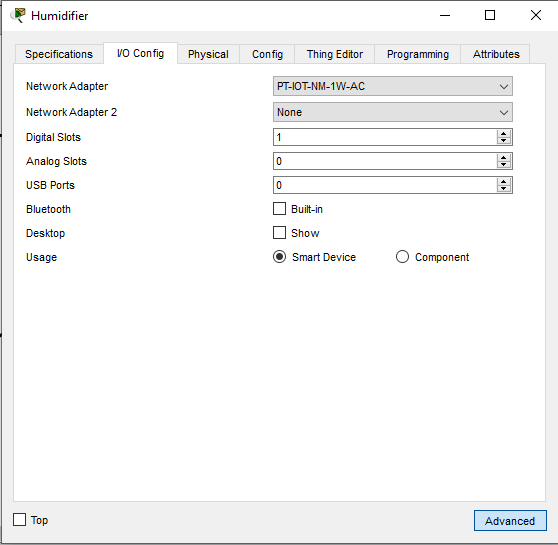 Humidifier
Specifications I/O Config Physical Config Thing Editor Programming Attributes
Network Adapter PT-IOT-NM-1W-AC
Network Adapter 2 None
Digital Slots 1
Analog Slots 0
USB Ports 0
Bluetooth Built-in
Desktop Show
Usage Smart Device Component
Top Advanced